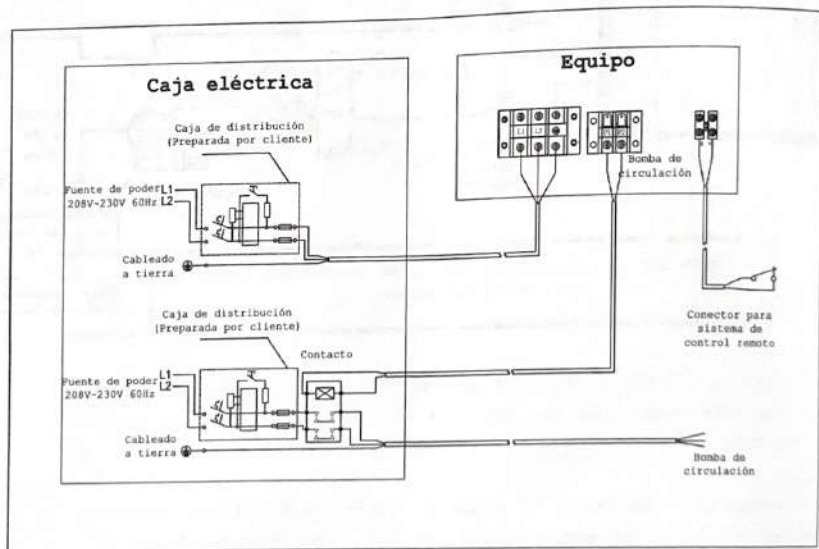 Equipo
Caja eléctrica
Caja de distribución
(Preparada por cliente)
L1 L2
P1 P2
Bomba de
circulación
Fuente de poder L1
208V-230V 60Hz L2
Cableado
a tierra
Caja de distribución
(Preparada por cliente)
Contacto
Conector para
sistema de
control remoto
Fuente de poder L1
208V-230V 60Hz L2
Cableado
a tierra
Bomba de
circulación